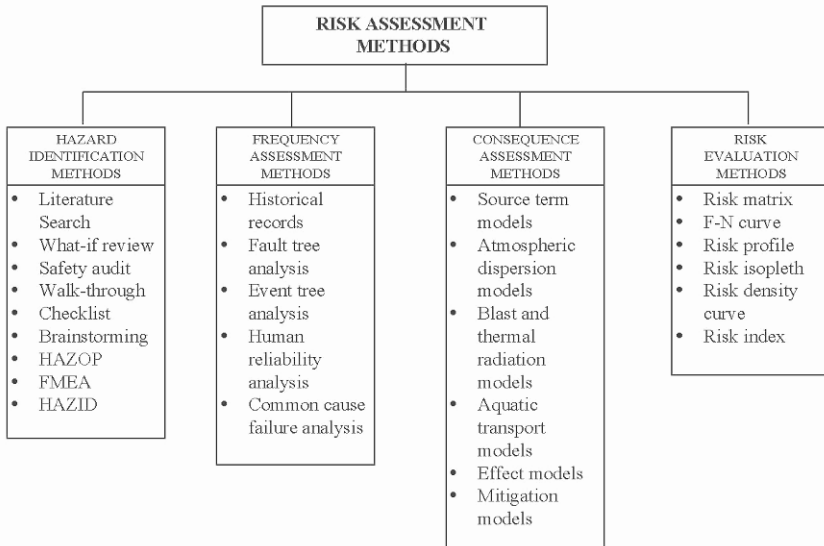 RISK ASSESSMENT
METHODS
HAZARD
IDENTIFICATION
METHODS
• Literature
Search
• What-if review
• Safety audit
• Walk-through
• Checklist
• Brainstorming
• HAZOP
• FMEA
• HAZID
FREQUENCY
ASSESSMENT
METHODS
• Historical
records
• Fault tree
analysis
• Event tree
analysis
• Human
reliability
analysis
• Common cause
failure analysis
CONSEQUENCE
ASSESSMENT
METHODS
• Source term
models
• Atmospheric
dispersion
models
• Blast and
thermal
radiation
models
• Aquatic
transport
models
• Effect models
• Mitigation
models
RISK
EVALUATION
METHODS
• Risk matrix
• F-N curve
• Risk profile
• Risk isopleth
• Risk density
curve
• Risk index